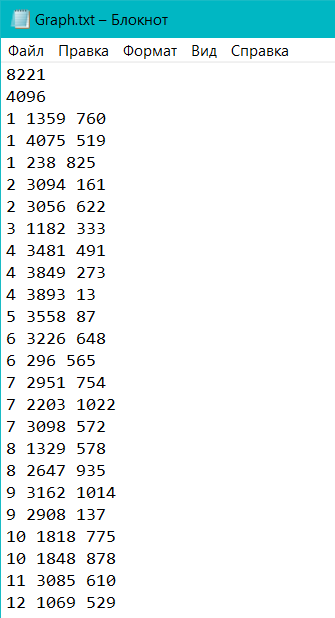 Graph.txt – Блокнот
Файл Правка Формат Вид Справка
8221
4096
1 1359 760
1 4075 519
1 238 825
2 3094 161
2 3056 622
3 1182 333
4 3481 491
4 3849 273
4 3893 13
5 3558 87
6 3226 648
6 296 565
7 2951 754
7 2203 1022
7 3098 572
8 1329 578
8 2647 935
9 3162 1014
9 2908 137
10 1818 775
10 1848 878
11 3085 610
12 1069 529